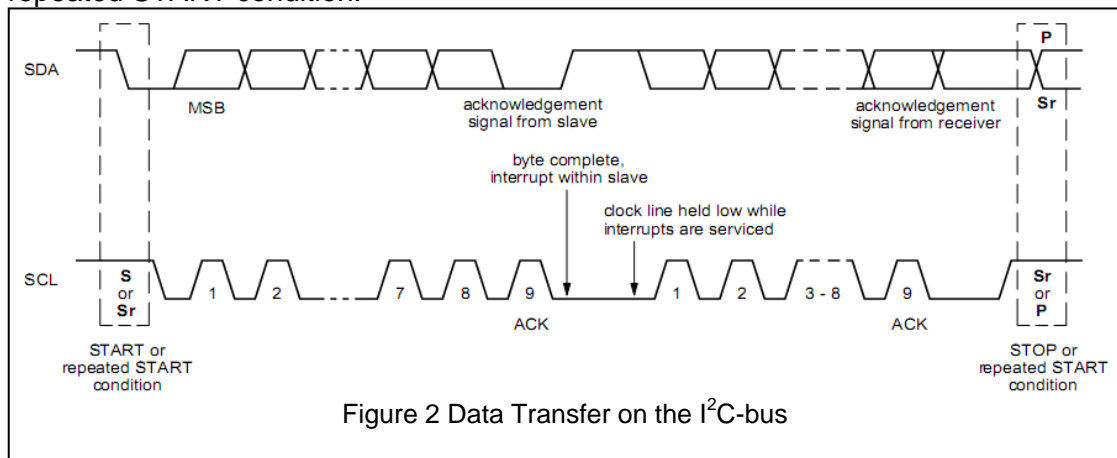 repeated START condition.
SDA
MSB
acknowledgement
signal from slave
acknowledgement
signal from receiver
P
Sr
byte complete,
interrupt within slave
clock line held low while
interrupts are serviced
SCL
S
or
Sr
1
2
7
8
9
1
2
3 - 8
9
Sr
or
P
ACK
ACK
START or
repeated START
condition
STOP or
repeated START
condition
Figure 2 Data Transfer on the I²C-bus